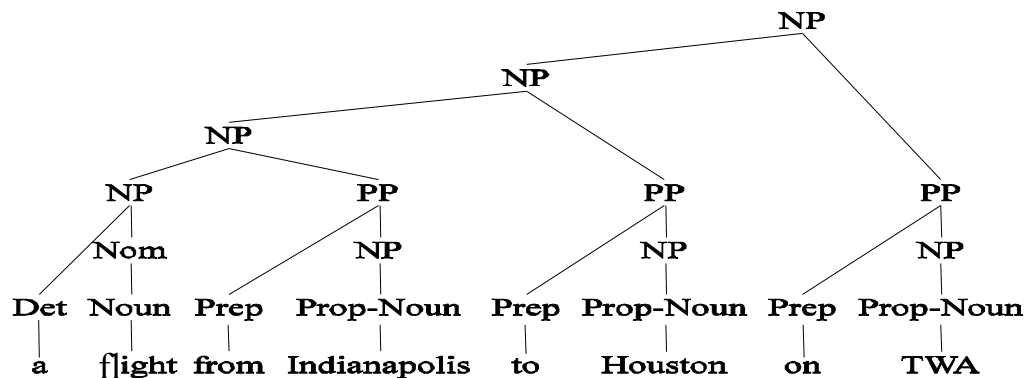 NP
NP
NP
NP PP PP PP
Nom NP NP NP
Det Noun Prep Prop-Noun Prep Prop-Noun Prep Prop-Noun
a flight from Indianapolis to Houston on TWA